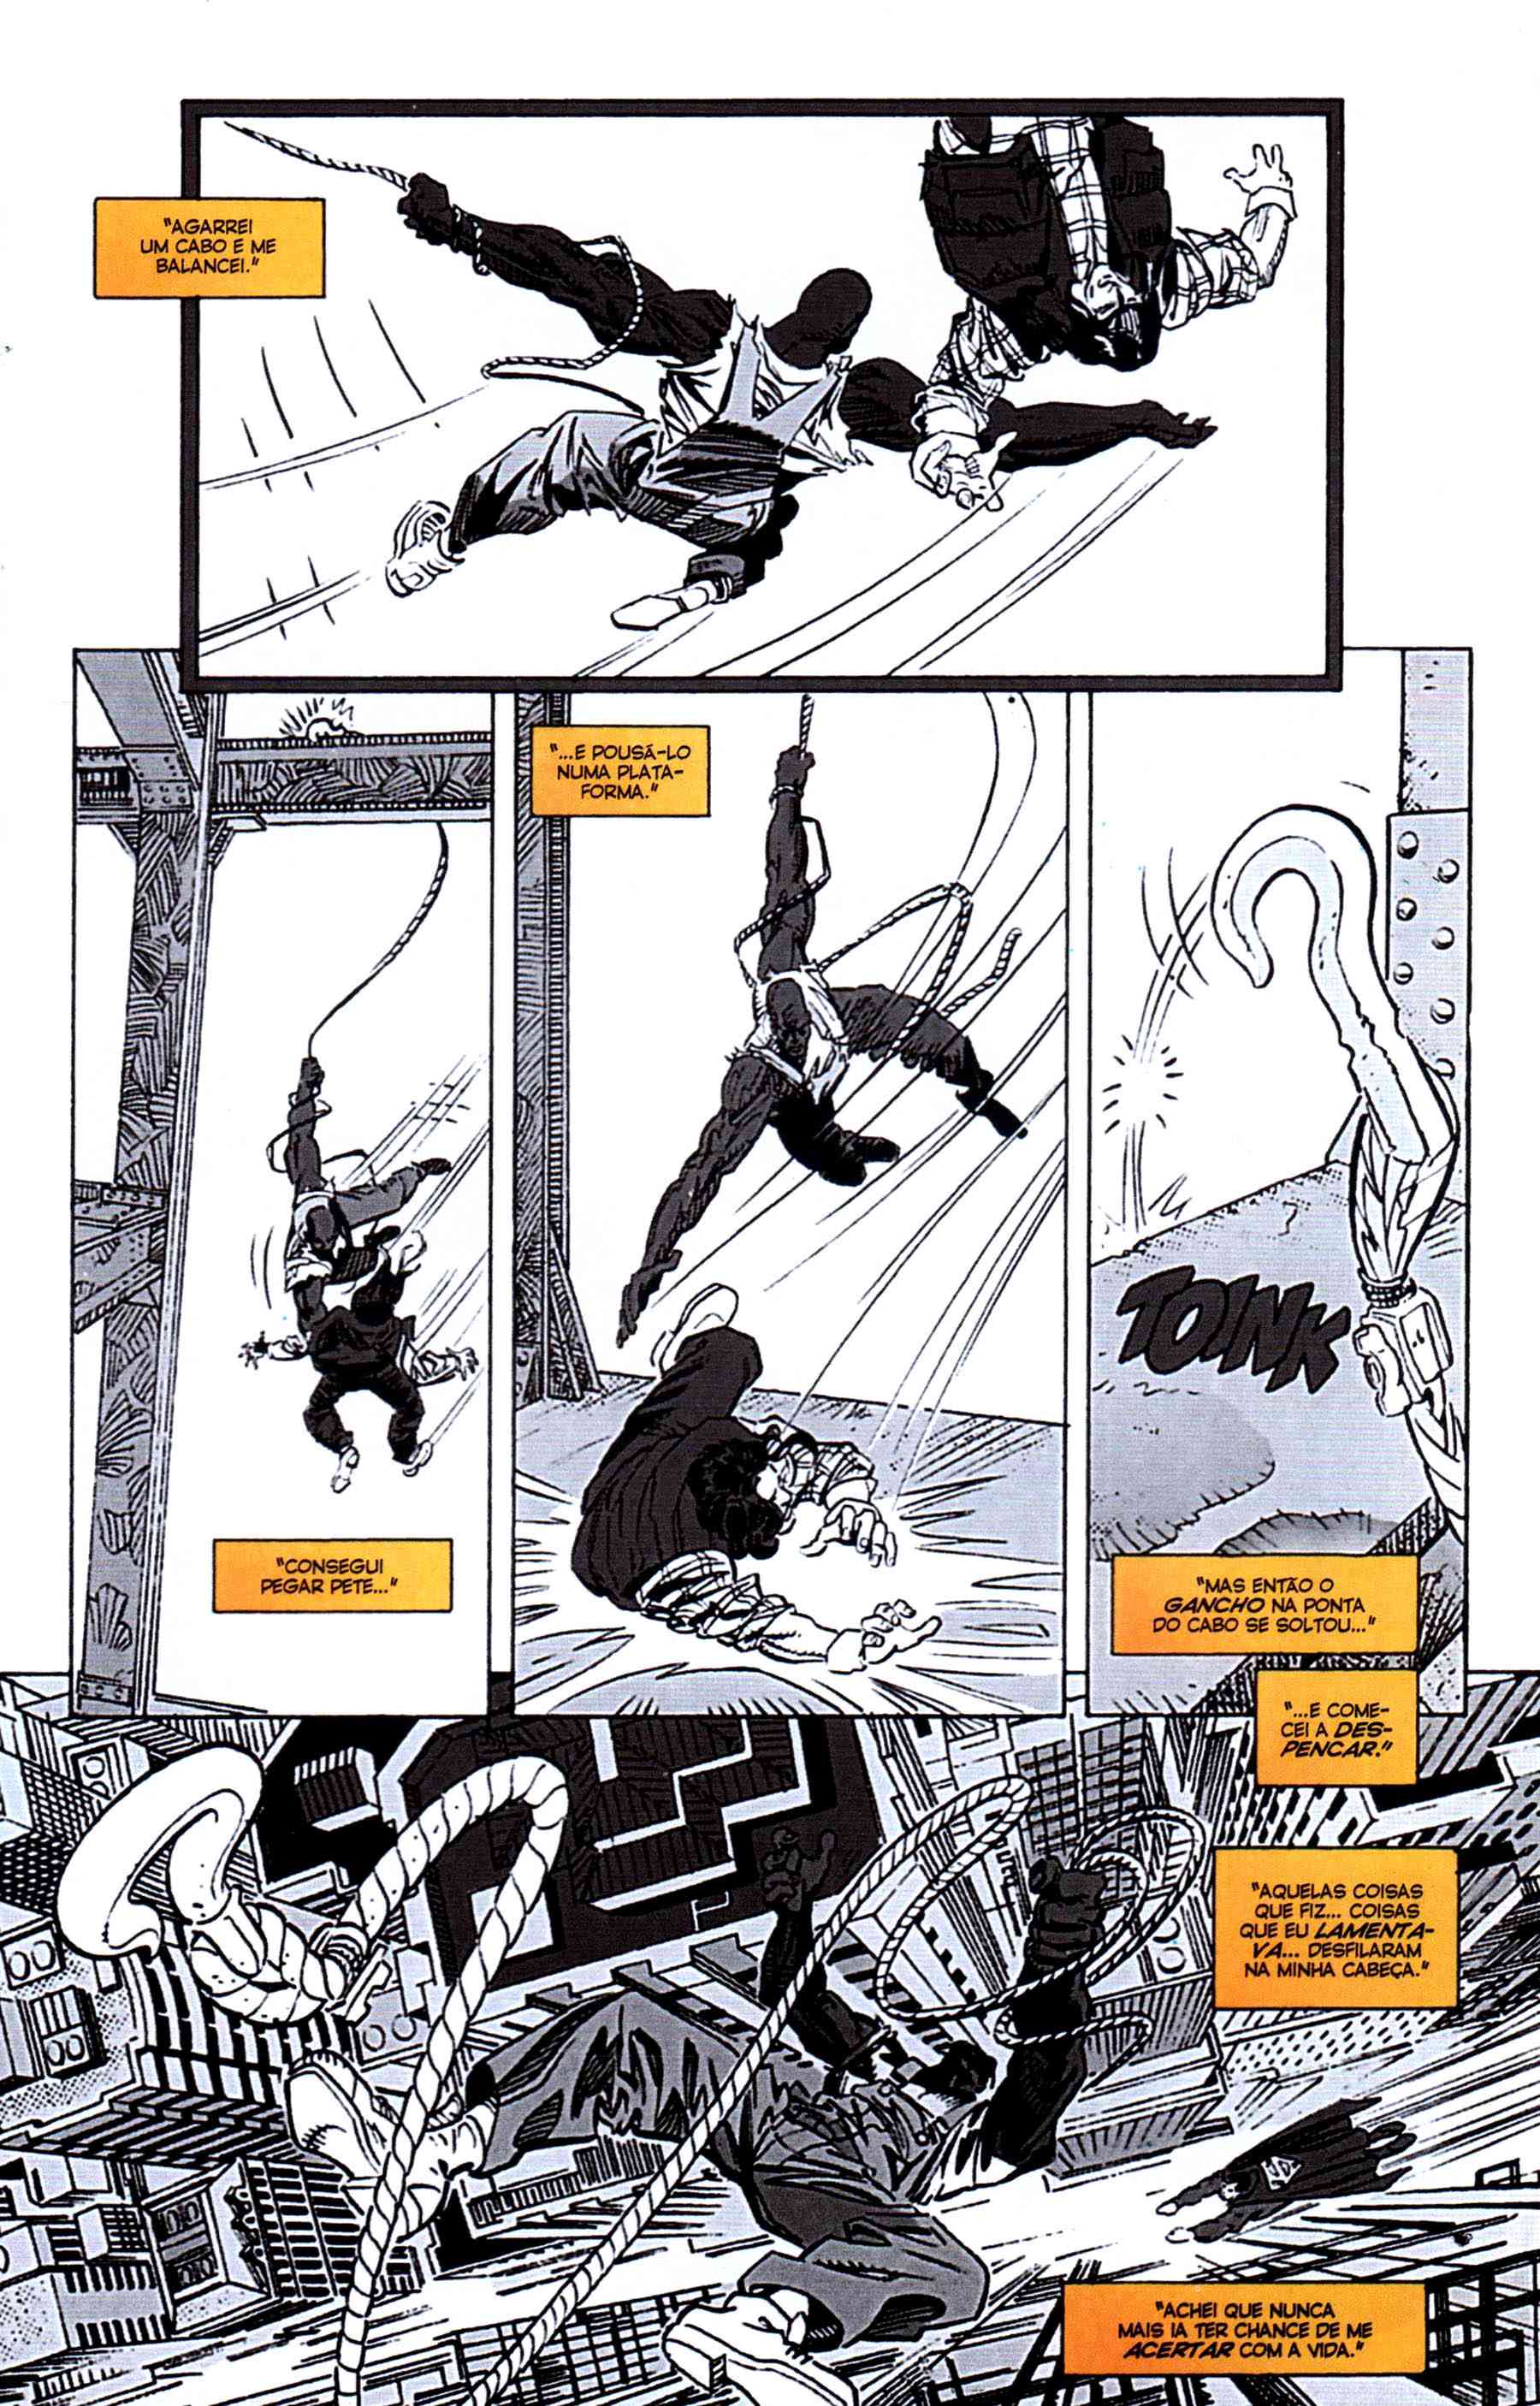 "AGARREI
UM CABO E ME
BALANCEI."
"CONSEGUI
PEGAR PETE..."
"...E POUSÁ-LO
NUMA PLATA-
FORMA."
TOINK
"MAS ENTÃO O
GANCHO NA PONTA
DO CABO SE SOLTOU..."
"...E COME-
CEI A DES-
PENCAR."
"AQUELAS COISAS
QUE FIZ... COISAS
QUE EU LAMENTA-
VA... DESFILARAM
NA MINHA CABEÇA."
"ACHEI QUE NUNCA
MAIS IA TER CHANCE DE ME
ACERTAR COM A VIDA."